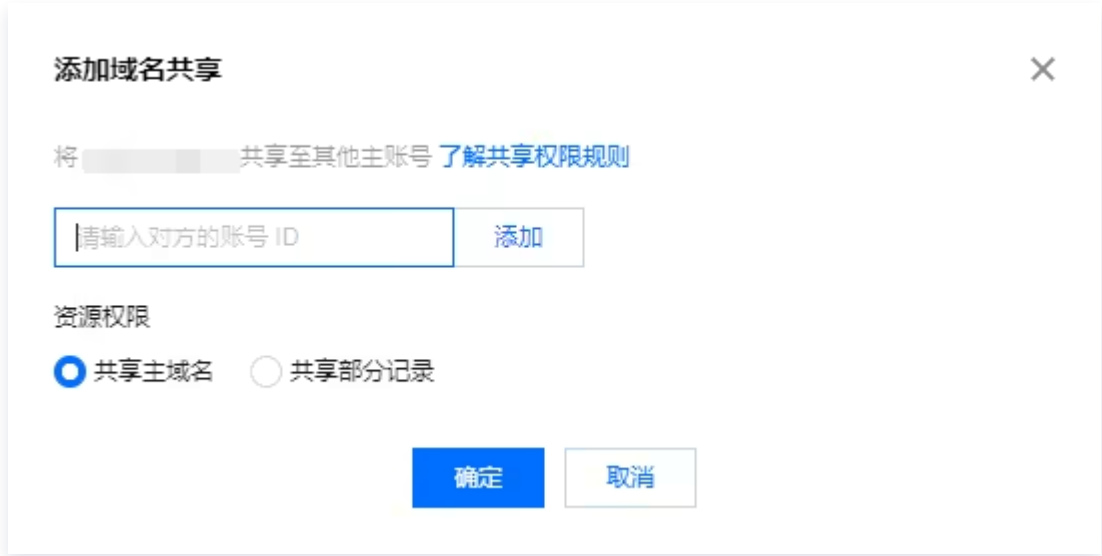 添加域名共享
将 共享至其他主账号 了解共享权限规则
请输入对方的账号 ID 添加
资源权限
共享主域名 共享部分记录
确定 取消